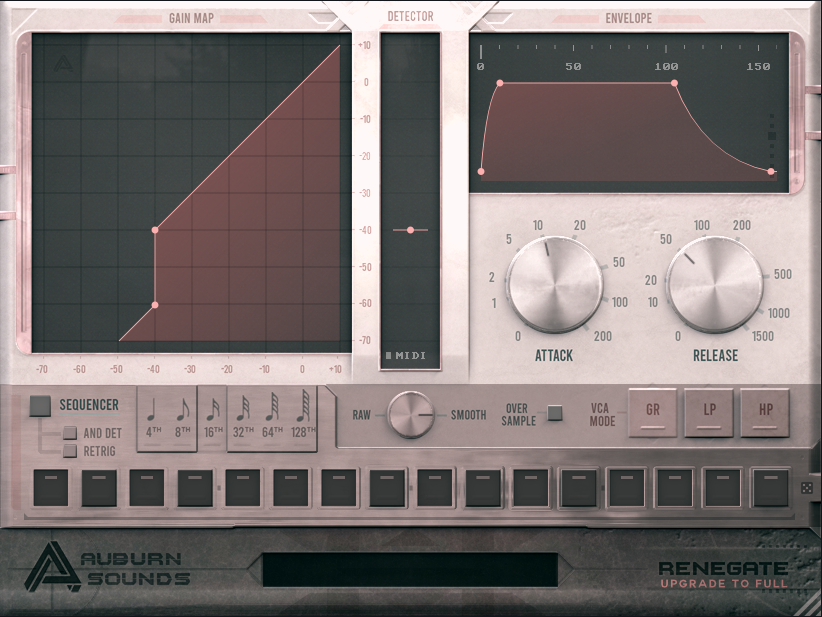 GAIN MAP
DETECTOR
ENVELOPE
+10
0
-10
-20
-30
-40
-50
-60
-70
-70 -60 -50 -40 -30 -20 -10 0 +10
MIDI
0 50 100 150
0 1 2 5 10 20 50 100 200
ATTACK
0 10 20 50 100 200 500 1000 1500
RELEASE
SEQUENCER
AND DET
RETRIG
4TH 8TH 16TH 32TH 64TH 128TH
RAW SMOOTH
OVER
SAMPLE
VCA
MODE
GR LP HP
AUBURN
SOUNDS
RENEGATE
UPGRADE TO FULL